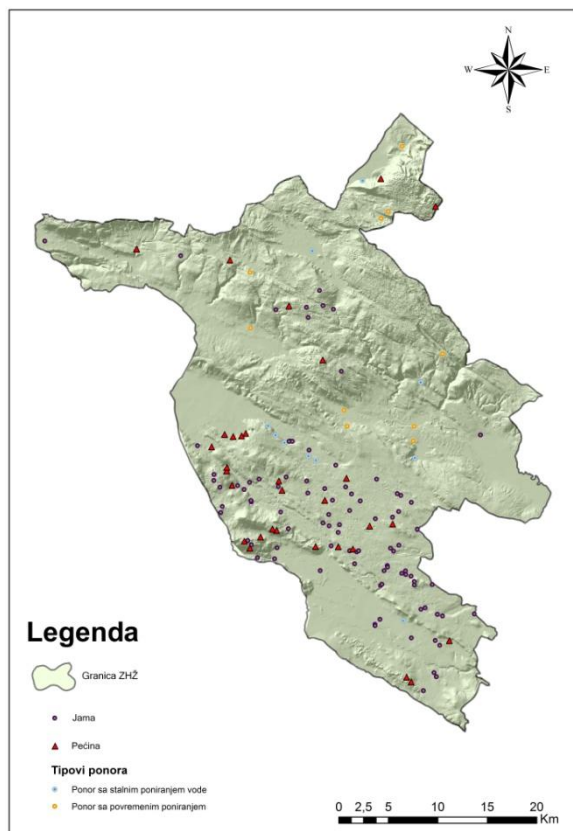 N
W E
S
Legenda
Granica ZHŽ
Jama
Pećina
Tipovi ponora
Ponor sa stalnim poniranjem vode
Ponor sa povremenim poniranjem
0 2,5 5 10 15 20
Km